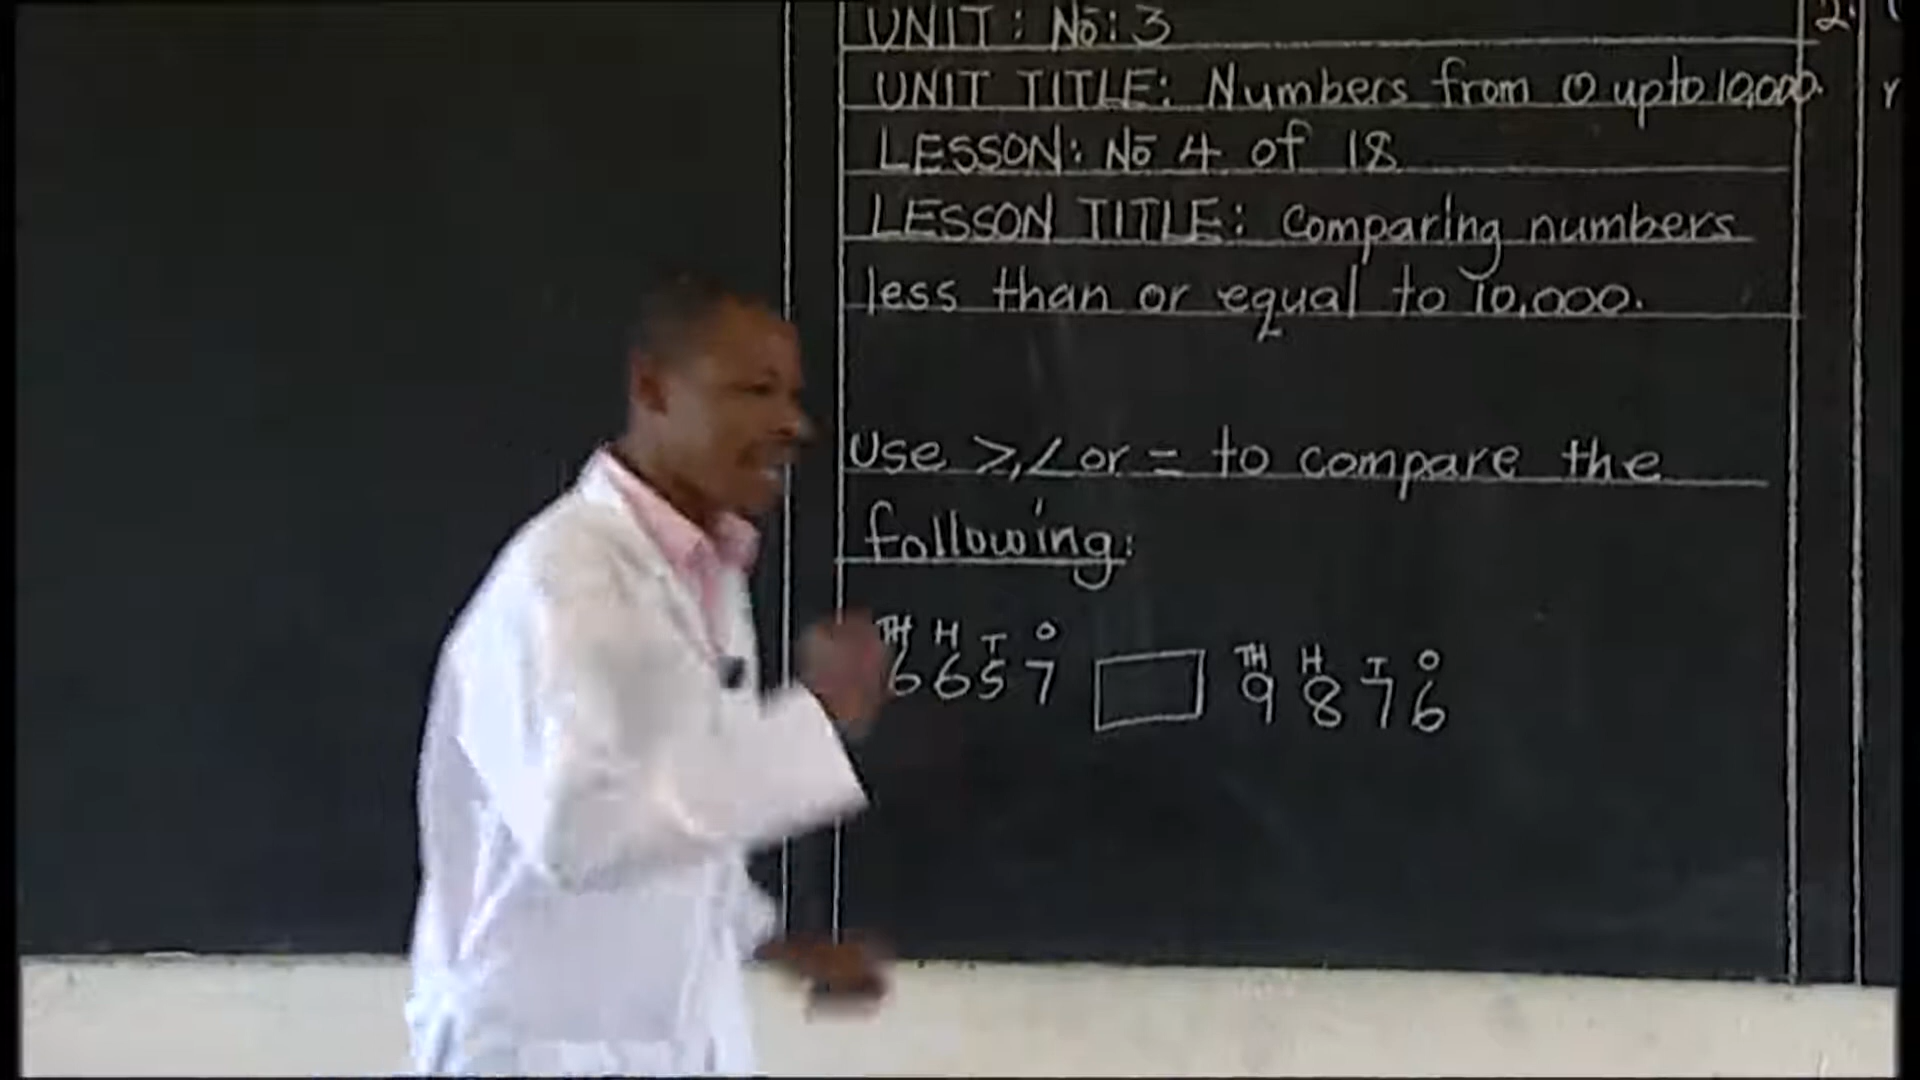 UNIT: No: 3
UNIT TITLE: Numbers from 0 upto 10,000.
LESSON: No 4 of 18
LESSON TITLE: Comparing numbers
less than or equal to 10,000.
Use >,< or = to compare the
following:
TH H T O
6657
TH H T O
9876
2.